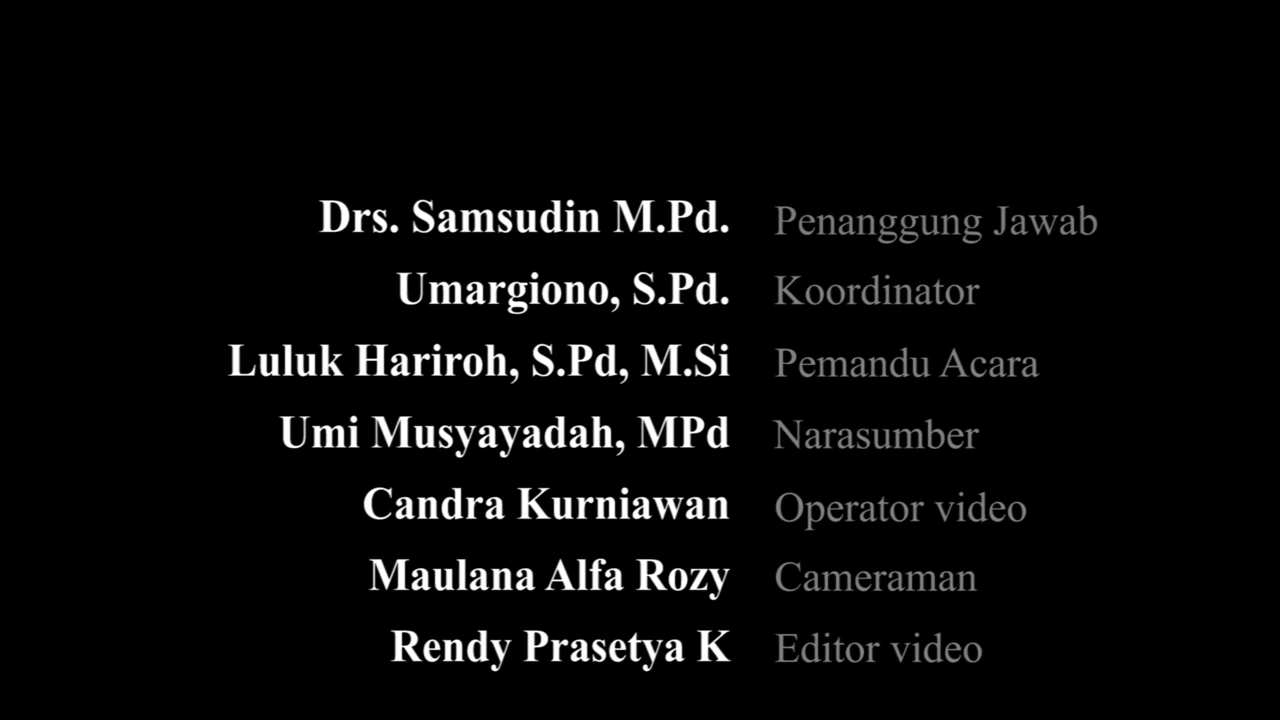 Drs. Samsudin M.Pd. Penanggung Jawab
Umargiono, S.Pd. Koordinator
Luluk Hariroh, S.Pd, M.Si Pemandu Acara
Umi Musyayadah, MPd Narasumber
Candra Kurniawan Operator video
Maulana Alfa Rozy Cameraman
Rendy Prasetya K Editor video